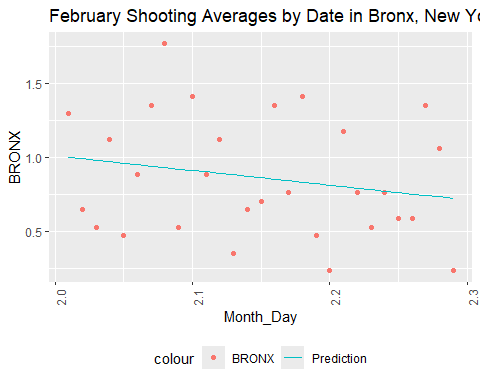 February Shooting Averages by Date in Bronx, New Yo
BRONX
1.5
1.0
0.5
2.0
2.1
2.2
2.3
Month_Day
colour BRONX Prediction